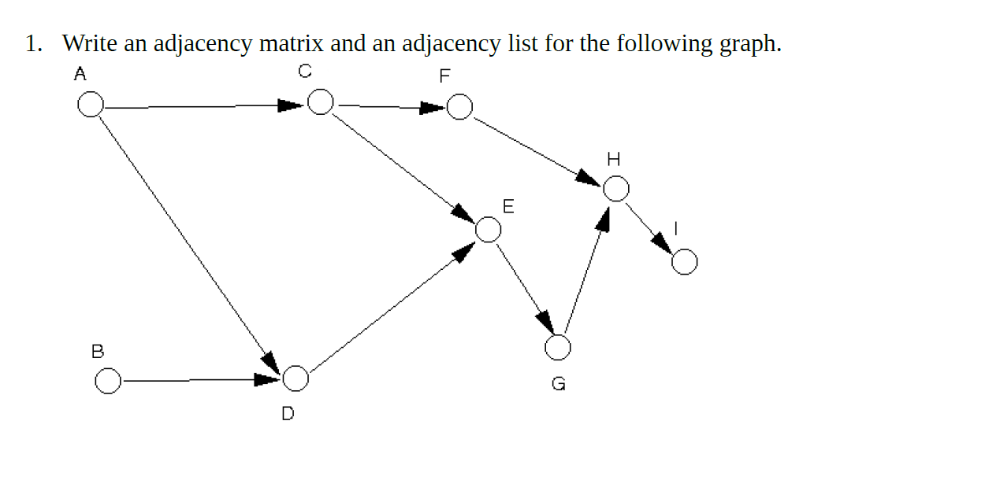 1. Write an adjacency matrix and an adjacency list for the following graph.
A C F
H
E
I
B
G
D